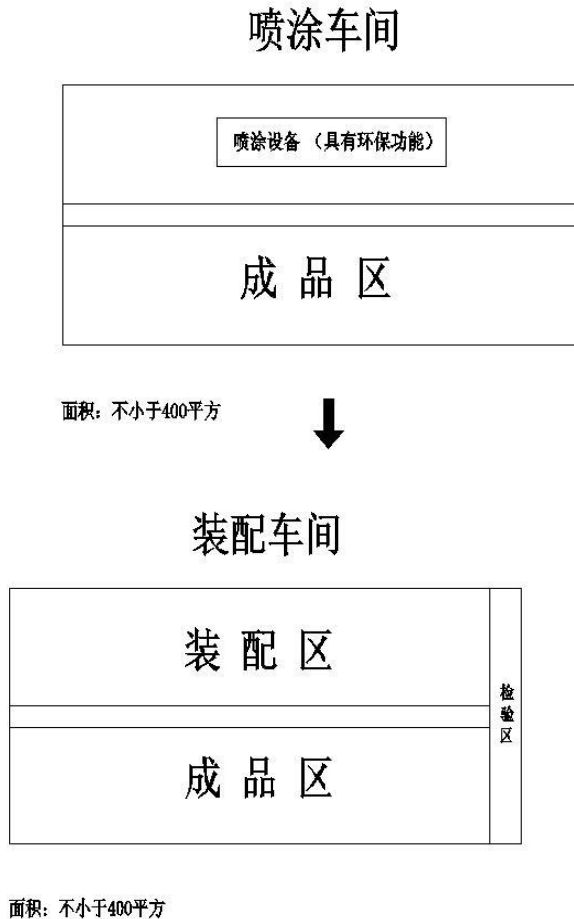 喷涂车间
喷涂设备 （具有环保功能）
成 品 区
面积：不小于400平方
装配车间
装 配 区
检验区
成 品 区
面积：不小于400平方